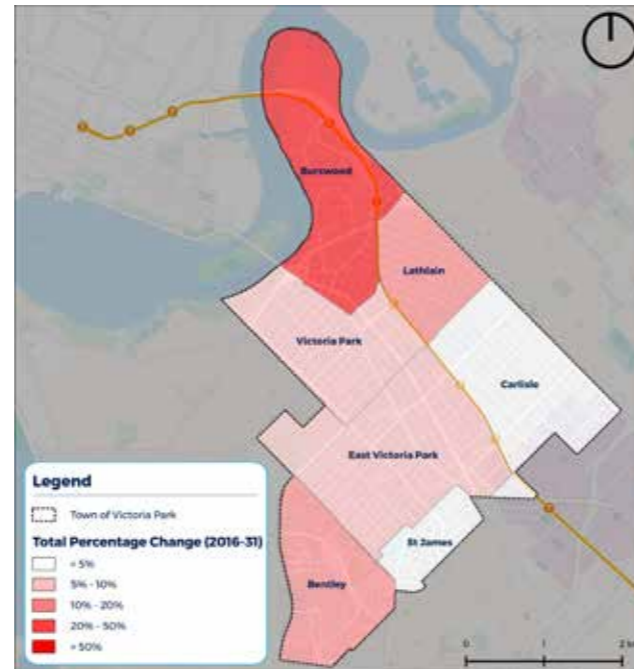 Burswood
Lathlain
Victoria Park
Carlisle
East Victoria Park
St James
Bentley
Legend
Town of Victoria Park
Total Percentage Change (2016-31)
< 5%
5% - 10%
10% - 20%
20% - 50%
> 50%
0 1 2 k